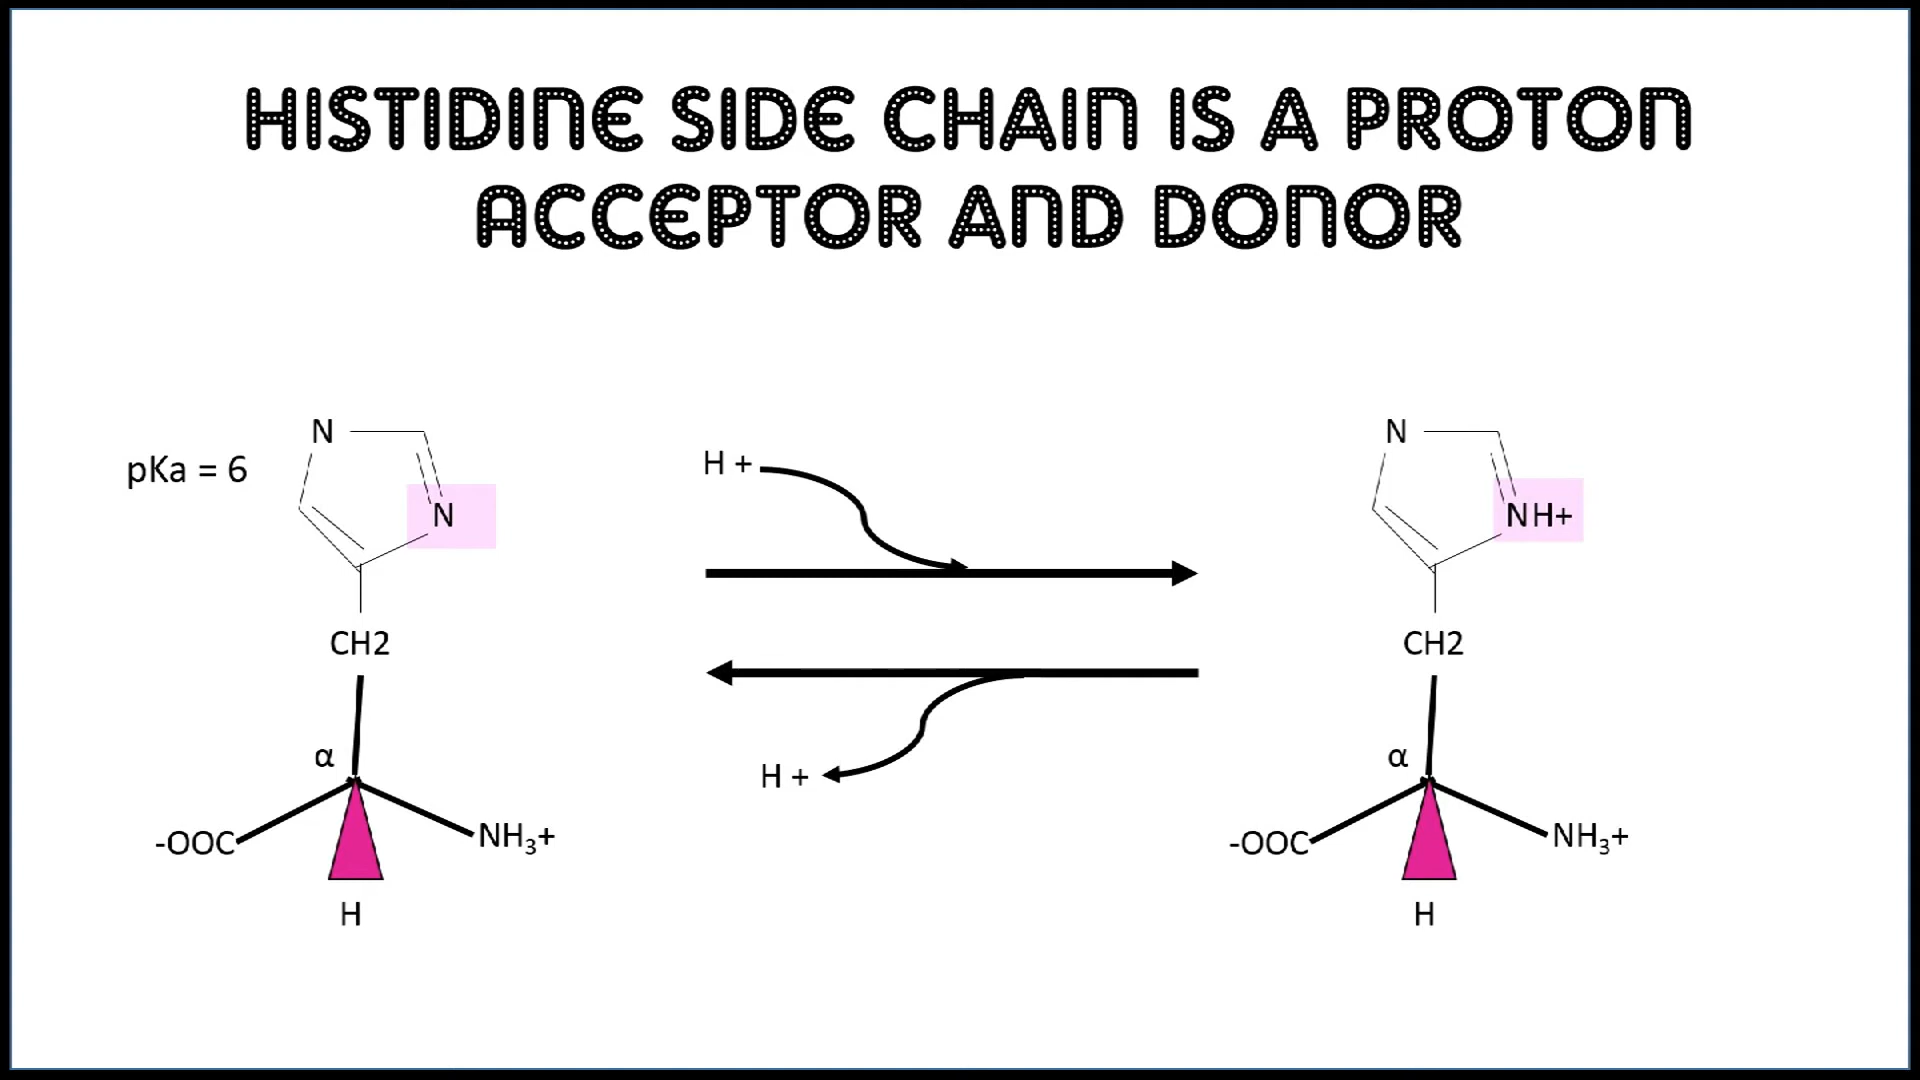 HISTIDINE SIDE CHAIN IS A PROTON
ACCEPTOR AND DONOR
pKa = 6
N
N
CH2
α
-OOC
NH₃+
H
H +
H +
N
NH+
CH2
α
-OOC
NH₃+
H